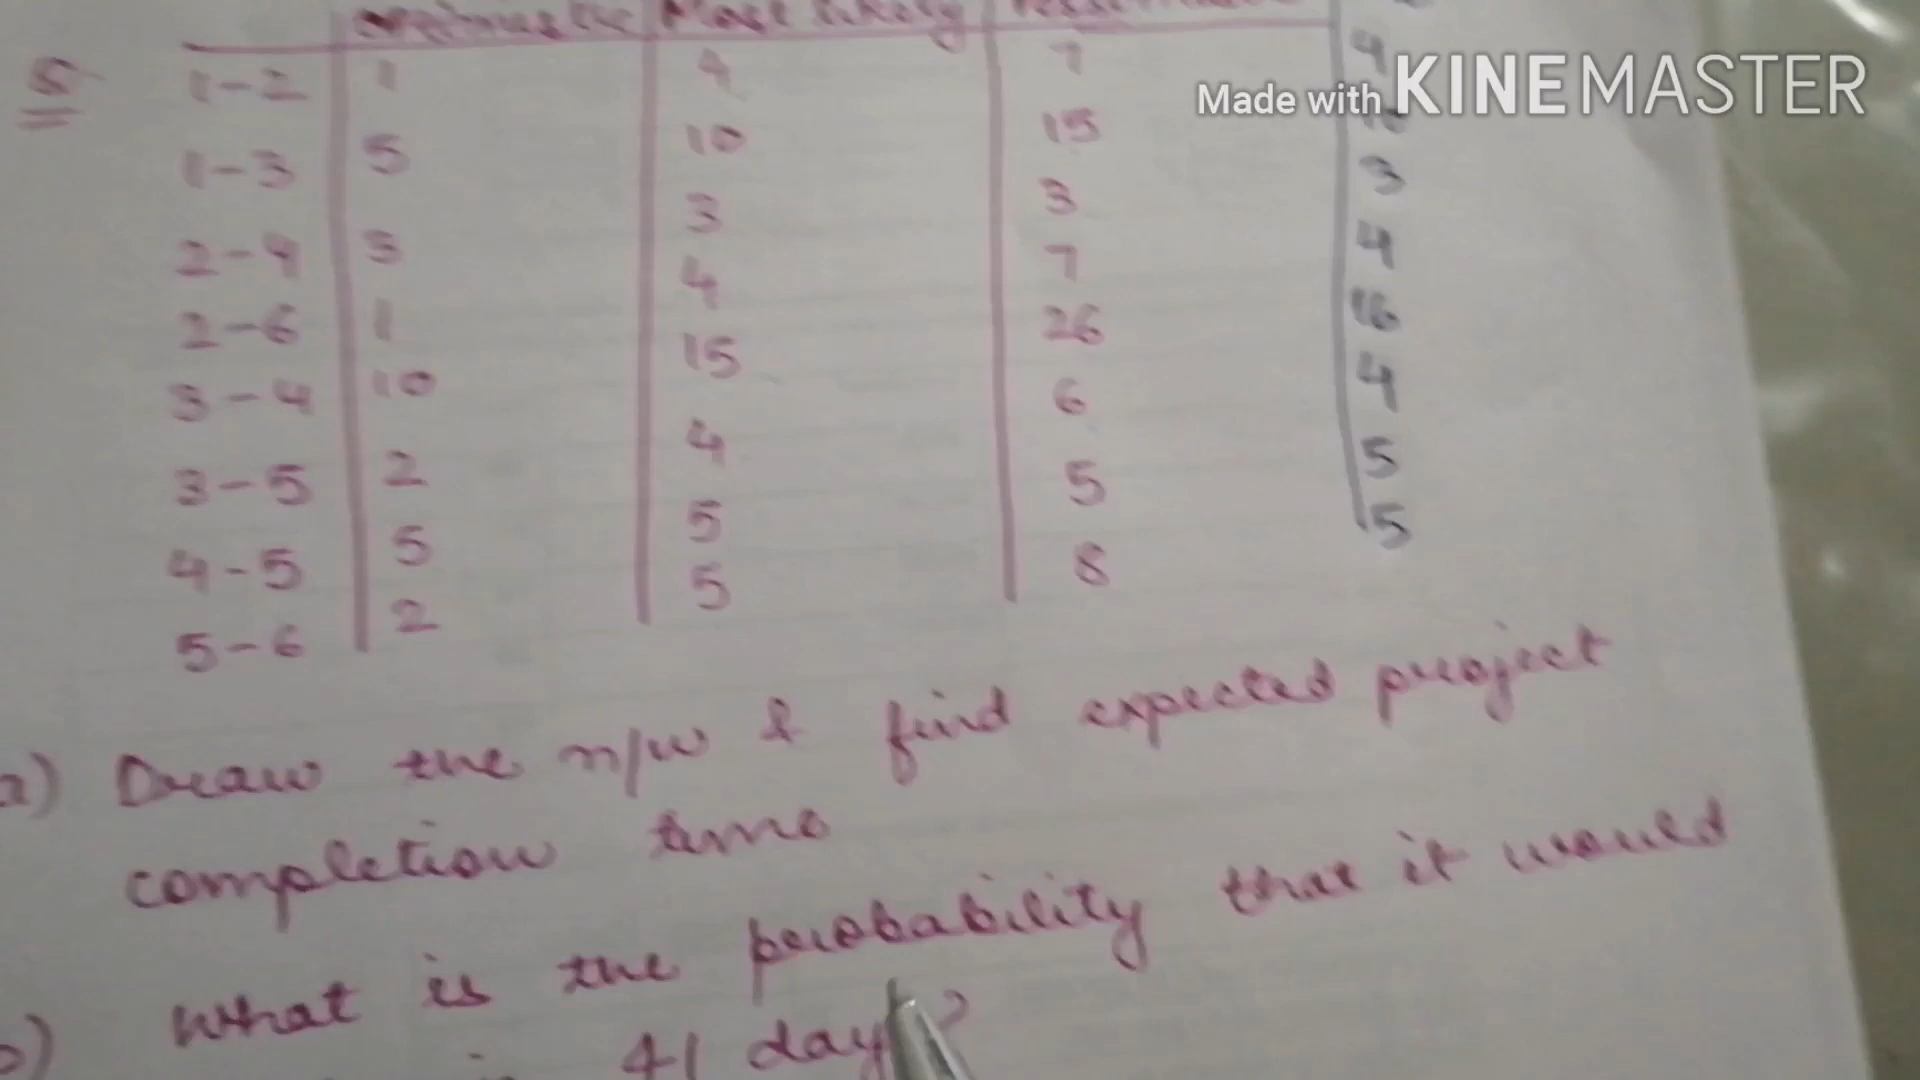 optimistic Most likely
5 1-2 1 4 7 4
Made with KINEMASTER
1-3 5 10 15 10
2-4 3 3 3 3
2-6 1 4 7 4
3-4 10 15 26 16
3-5 2 4 6 4
4-5 5 5 5 5
5-6 2 5 8 5
a) Draw the n/w & find expected project
completion time
b) What is the probability that it would
41 day ?